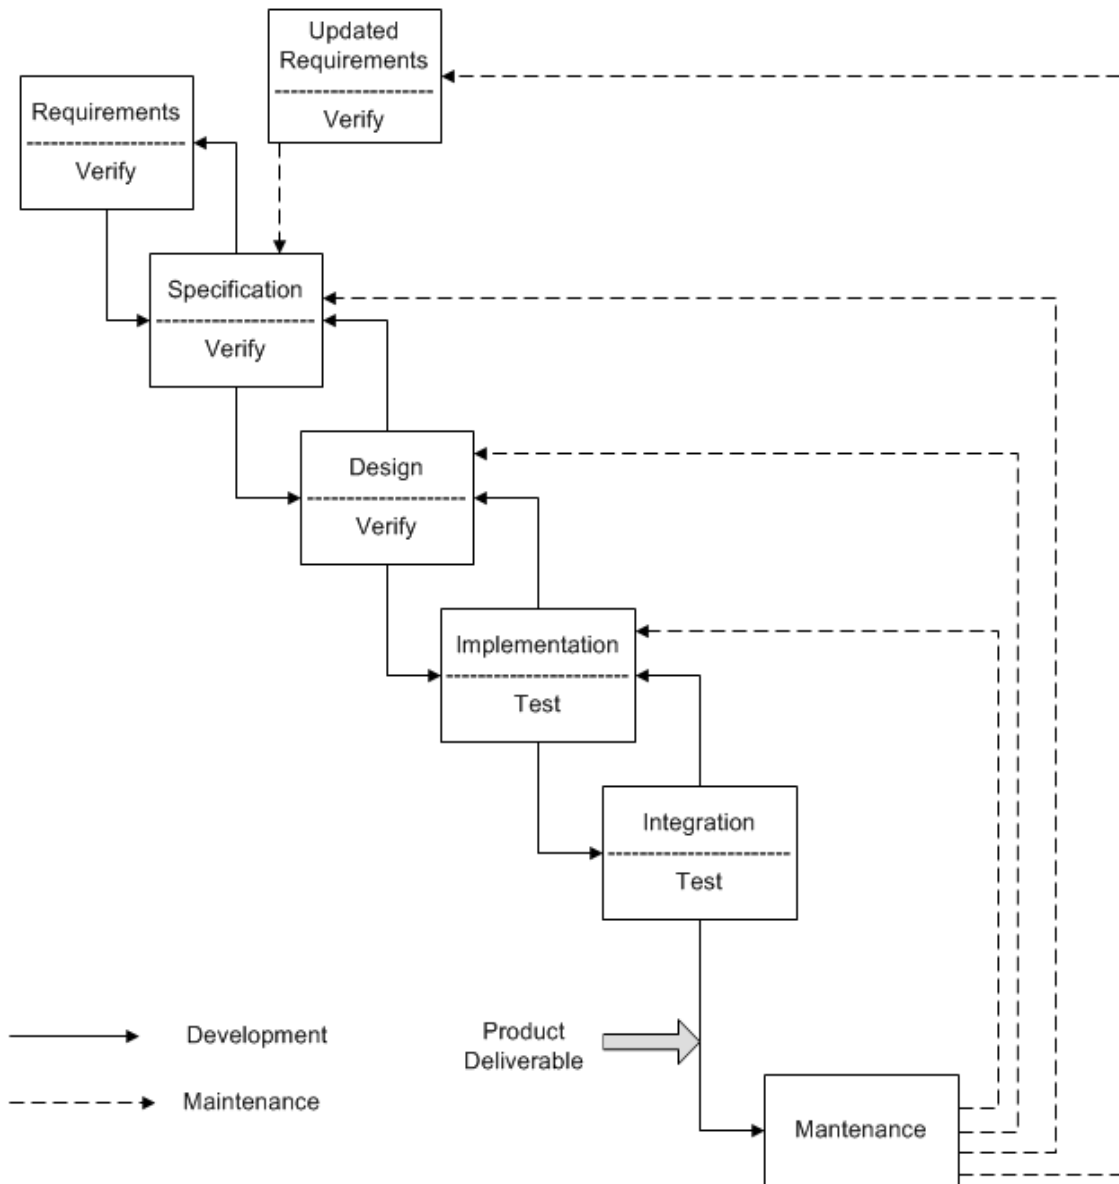 Updated
Requirements
Verify
Requirements
Verify
Specification
Verify
Design
Verify
Implementation
Test
Integration
Test
Development
Product
Deliverable
Maintenance
Mantenance